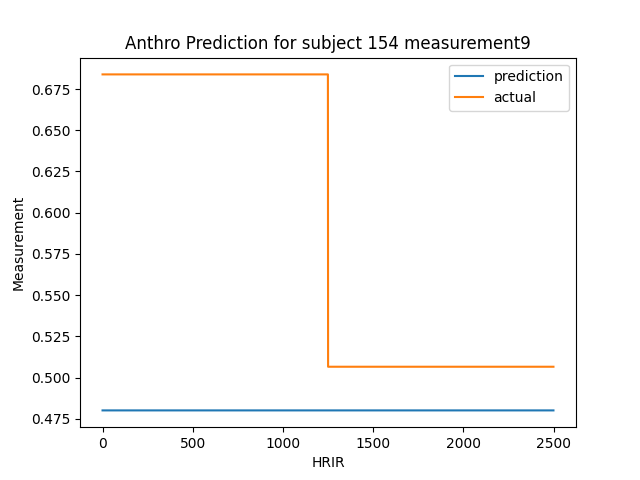 Anthro Prediction for subject 154 measurement9
prediction
actual
Measurement
0.675
0.650
0.625
0.600
0.575
0.550
0.525
0.500
0.475
0 500 1000 1500 2000 2500
HRIR